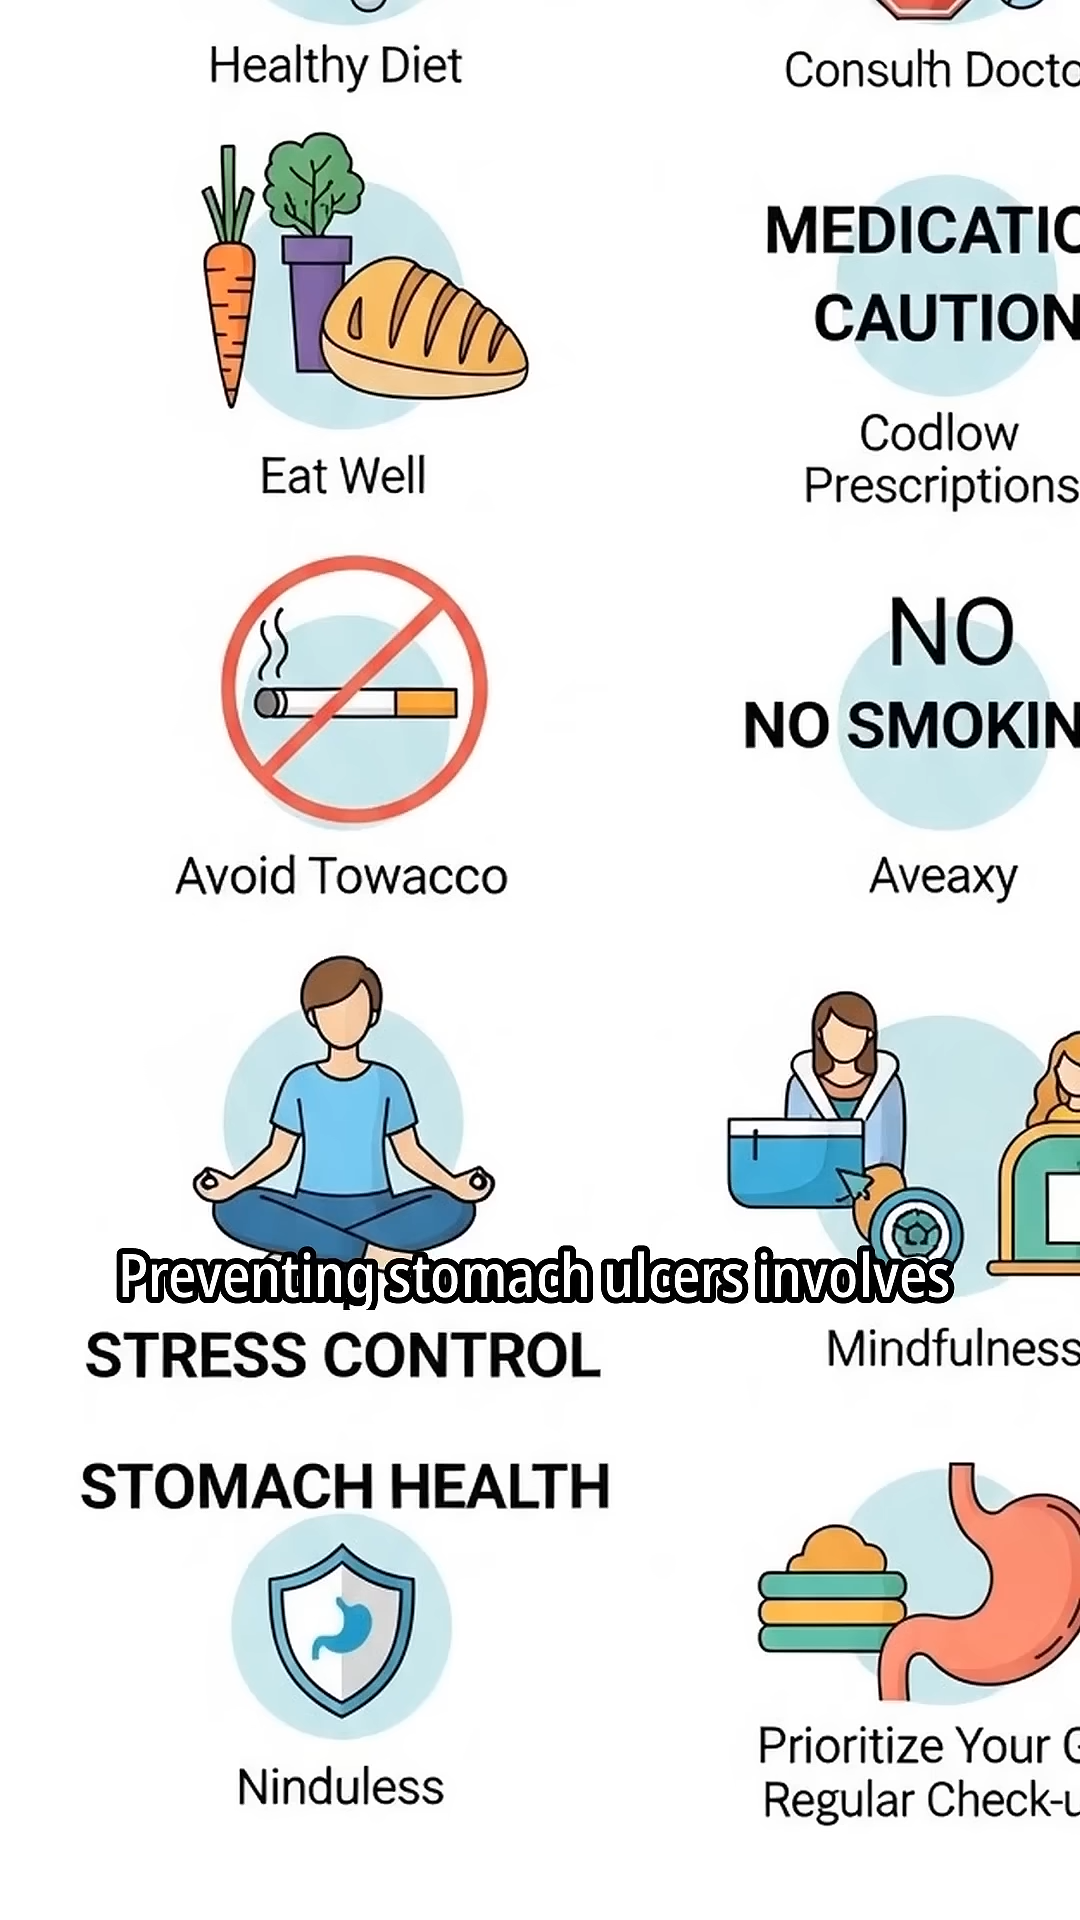 Healthy Diet
Consulh Docto
Eat Well
MEDICATIO
CAUTION
Codlow
Prescriptions
Avoid Towacco
NO
NO SMOKIN
Aveaxy
Preventing stomach ulcers involves
STRESS CONTROL
Mindfulness
STOMACH HEALTH
Ninduless
Prioritize Your G
Regular Check-u